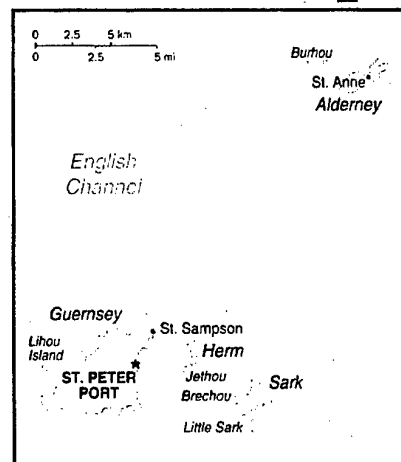 0 2.5 5 km
0 2.5 5 mi
Burhou
St. Anne
Alderney
English
Channel
Guernsey
St. Sampson
Lihou
Island
Herm
ST. PETER
PORT
Jethou
Brechou
Sark
Little Sark